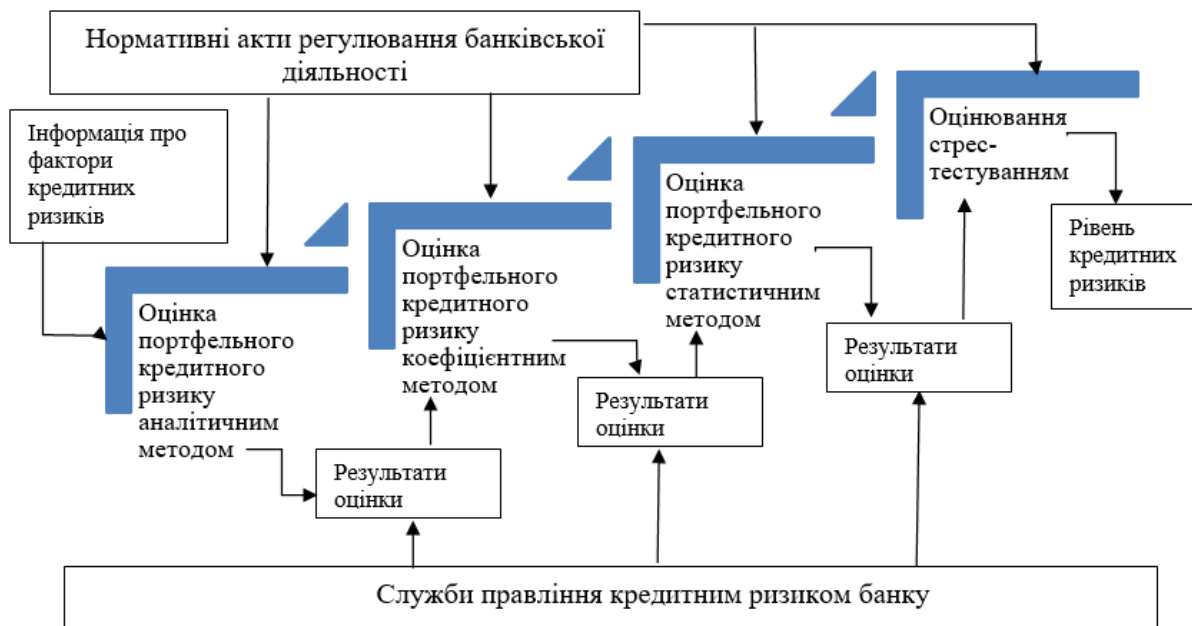 Нормативні акти регулювання банківської
діяльності
Інформація про
фактори
кредитних
ризиків
Оцінка
портфельного
кредитного
ризику
аналітичним
методом
Результати
оцінки
Оцінка
портфельного
кредитного
ризику
коефіцієнтним
методом
Результати
оцінки
Оцінка
портфельного
кредитного
ризику
статистичним
методом
Результати
оцінки
Оцінювання
стрес-
тестуванням
Рівень
кредитних
ризиків
Служби правління кредитним ризиком банку